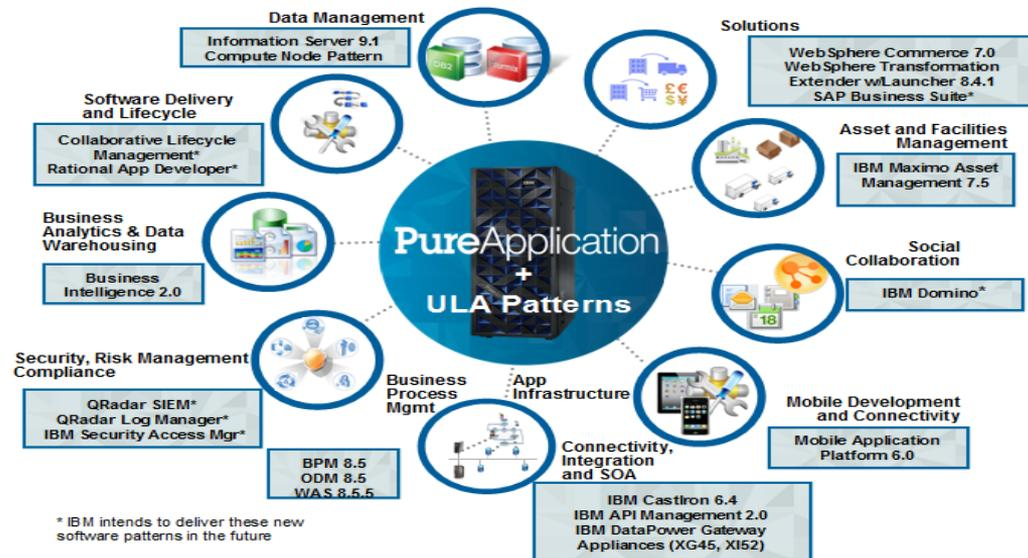 Data Management
Information Server 9.1
Compute Node Pattern
DB2
Informix
Solutions
WebSphere Commerce 7.0
WebSphere Transformation
Extender w/Launcher 8.4.1
SAP Business Suite*
Software Delivery
and Lifecycle
Collaborative Lifecycle
Management*
Rational App Developer*
Asset and Facilities
Management
IBM Maximo Asset
Management 7.5
Business
Analytics & Data
Warehousing
Business
Intelligence 2.0
PureApplication
+
ULA Patterns
Social
Collaboration
IBM Domino*
18
Security, Risk Management
Compliance
QRadar SIEM*
QRadar Log Manager*
IBM Security Access Mgr*
Business
Process
Mgmt
App
Infrastructure
BPM 8.5
ODM 8.5
WAS 8.5.5
Mobile Development
and Connectivity
Mobile Application
Platform 6.0
Connectivity,
Integration
and SOA
IBM CastIron 6.4
IBM API Management 2.0
IBM DataPower Gateway
Appliances (XG45, XI52)
* IBM intends to deliver these new
software patterns in the future